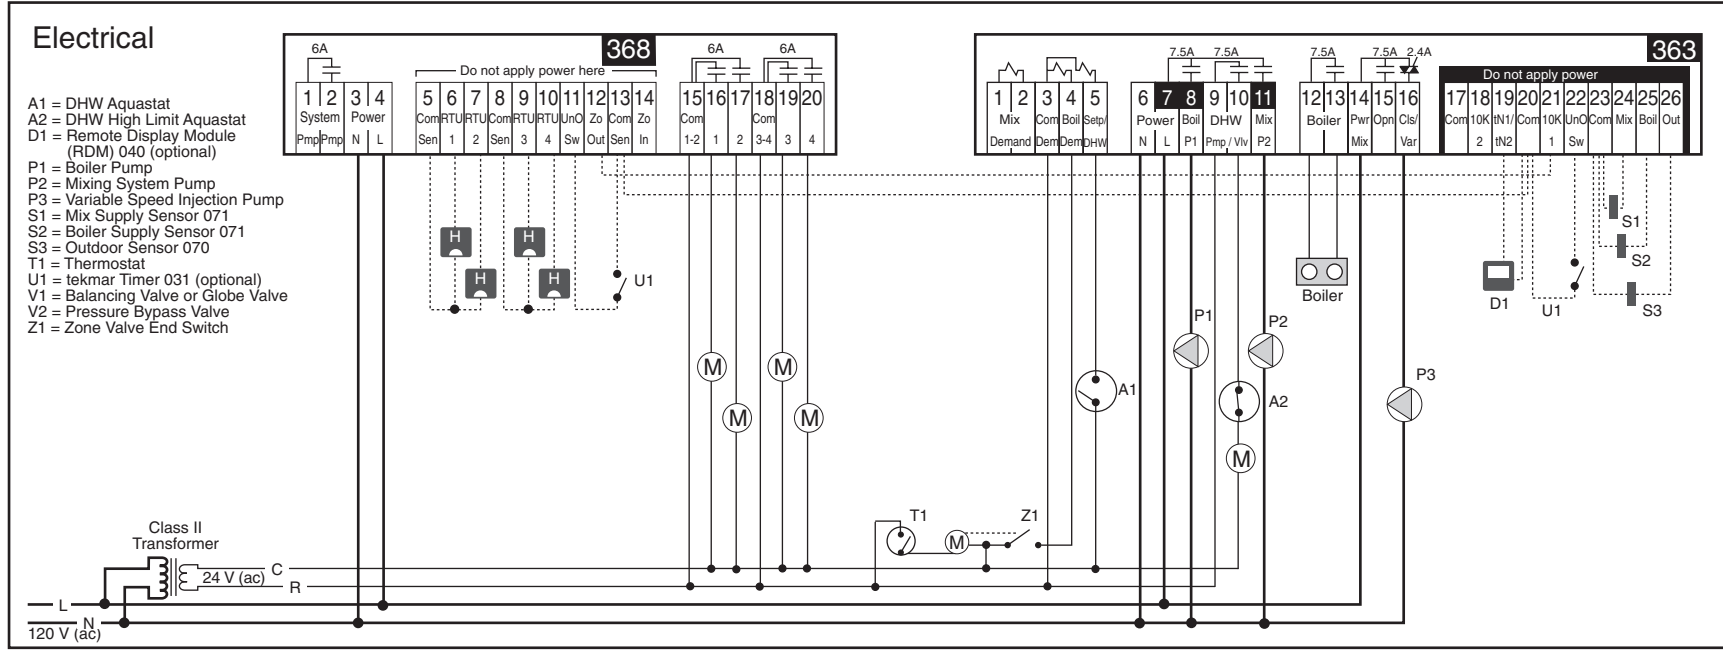 Electrical
A1 = DHW Aquastat
A2 = DHW High Limit Aquastat
D1 = Remote Display Module
(RDM) 040 (optional)
P1 = Boiler Pump
P2 = Mixing System Pump
P3 = Variable Speed Injection Pump
S1 = Mix Supply Sensor 071
S2 = Boiler Supply Sensor 071
S3 = Outdoor Sensor 070
T1 = Thermostat
U1 = tekmar Timer 031 (optional)
V1 = Balancing Valve or Globe Valve
V2 = Pressure Bypass Valve
Z1 = Zone Valve End Switch
6A 368 6A 6A
Do not apply power here
1 2 3 4 5 6 7 8 9 10 11 12 13 14 15 16 17 18 19 20
System Power Com RTU RTU Com RTU RTU UnO Zo Com Zo Com Com
Pmp Pmp N L Sen 1 2 Sen 3 4 Sw Out Sen In 1-2 1 2 3-4 3 4
H H
H H
U1
M M
M M
7.5A 7.5A 7.5A 7.5A 2.4A 363
Do not apply power
1 2 3 4 5 6 7 8 9 10 11 12 13 14 15 16 17 18 19 20 21 22 23 24 25 26
Mix Com Boil Setp/ Power Boil DHW Mix Boiler Pwr Opn Cls/ Com 10K tN1/ Com 10K UnO Com Mix Boil Out
Demand Dem Dem DHW N L P1 Pmp / Vlv P2 Mix Var 2 tN2 1 Sw
S1
S2
Boiler
D1 U1 S3
P1 P2
P3
A1
A2
M
T1 Z1
M
Class II
Transformer
24 V (ac)
C
R
L
N
120 V (ac)